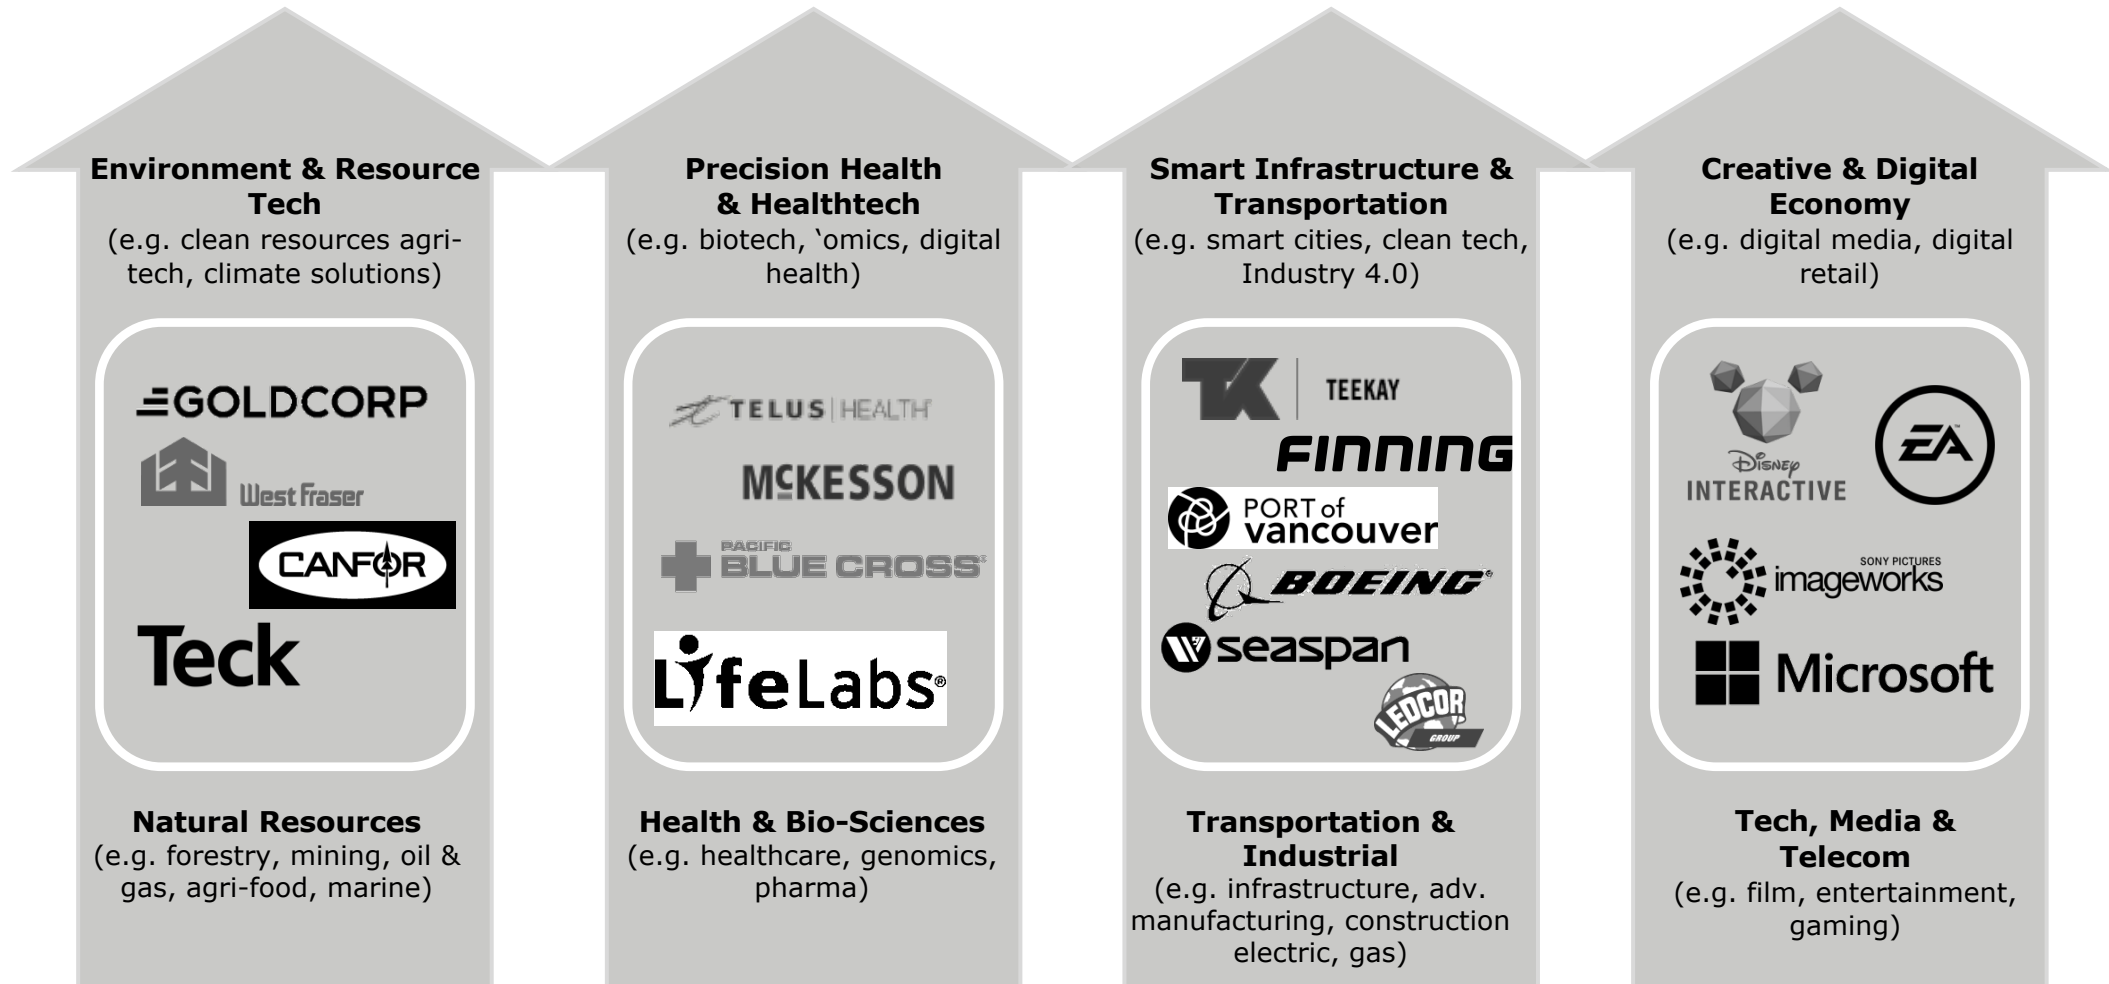 Environment & Resource
Tech
(e.g. clean resources agri-
tech, climate solutions)
GOLDCORP
West Fraser
CANFOR
Teck
Natural Resources
(e.g. forestry, mining, oil &
gas, agri-food, marine)
Precision Health
& Healthtech
(e.g. biotech, ‘omics, digital
health)
TELUS | HEALTH
MCKESSON
PACIFIC
BLUE CROSS®
LifeLabs®
Health & Bio-Sciences
(e.g. healthcare, genomics,
pharma)
Smart Infrastructure &
Transportation
(e.g. smart cities, clean tech,
Industry 4.0)
TK | TEEKAY
FINNING
PORT of
vancouver
BOEING®
seaspan
LEDCOR
GROUP
Transportation &
Industrial
(e.g. infrastructure, adv.
manufacturing, construction
electric, gas)
Creative & Digital
Economy
(e.g. digital media, digital
retail)
Disney
INTERACTIVE
EA™
SONY PICTURES
imageworks
Microsoft
Tech, Media &
Telecom
(e.g. film, entertainment,
gaming)